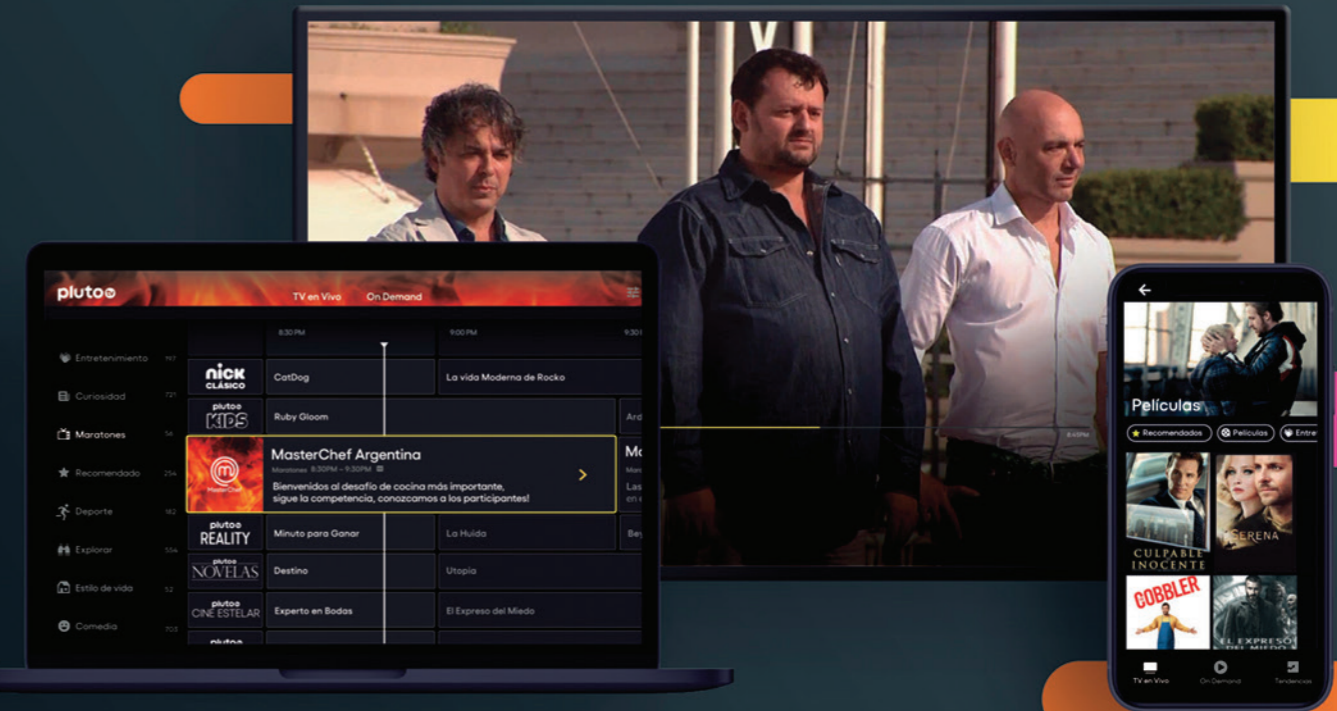 pluto tv
TV en Vivo
On Demand
8:30 PM
9:00 PM
Entretenimiento
Curiosidad
Maratones
Recomendado
Deporte
Explorar
Estilo de vida
Comedia
nick
CLÁSICO
CatDog
La vida Moderna de Rocko
pluto tv
KIDS
Ruby Gloom
MasterChef
MasterChef Argentina
Maratones 8:30PM – 9:30PM
Bienvenidos al desafío de cocina más importante,
sigue la competencia, conozcamos a los participantes!
pluto tv
REALITY
Minuto para Ganar
La Huida
pluto tv
NOVELAS
Destino
Utopia
pluto tv
CINE ESTELAR
Experto en Bodas
El Expreso del Miedo
8:45PM
Películas
Recomendados
Películas
Entre
CULPABLE
INOCENTE
SERENA
COBBLER
EL EXPRESO
DEL MIEDO
TV en Vivo
On Demand
Tendencias